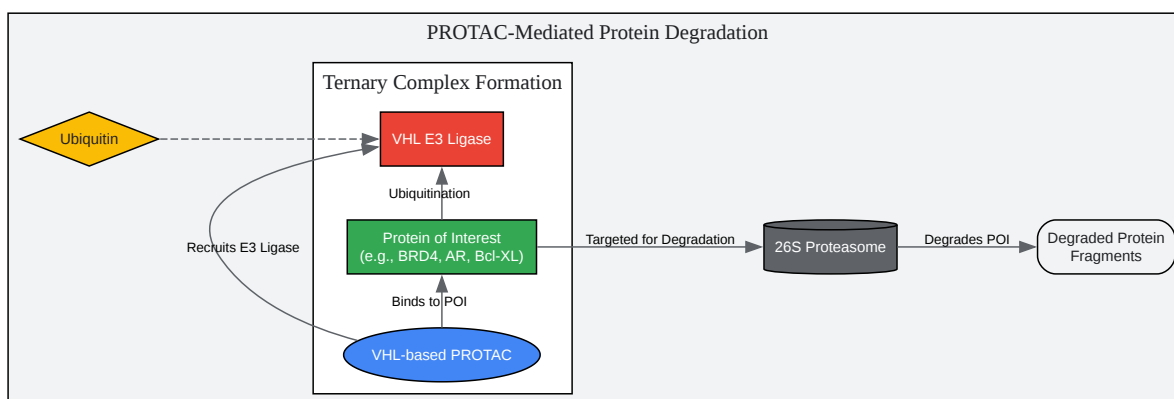 PROTAC-Mediated Protein Degradation
Ternary Complex Formation
Ubiquitin
VHL E3 Ligase
Ubiquitination
Recruits E3 Ligase
Protein of Interest
(e.g., BRD4, AR, Bcl-XL)
Targeted for Degradation
26S Proteasome
Degrades POI
Degraded Protein
Fragments
Binds to POI
VHL-based PROTAC